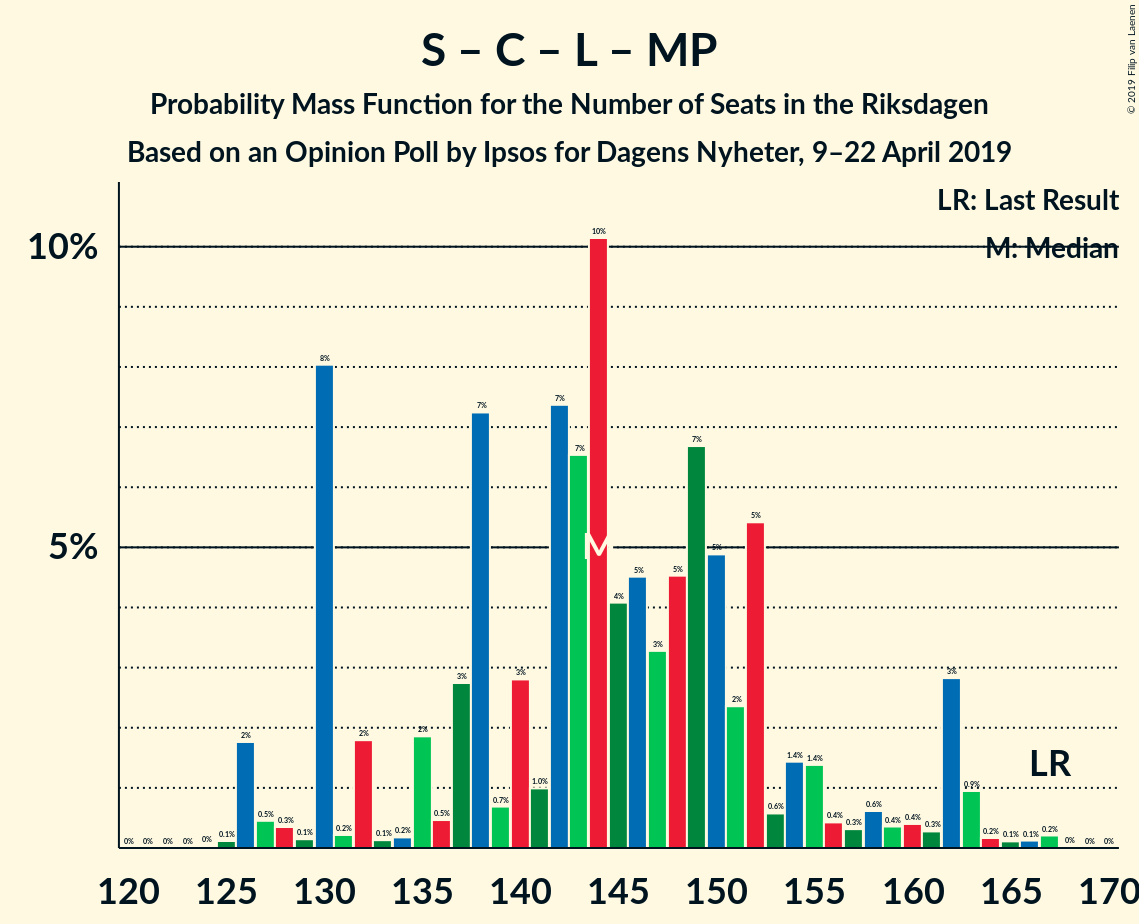 S – C – L – MP
Probability Mass Function for the Number of Seats in the Riksdagen
Based on an Opinion Poll by Ipsos for Dagens Nyheter, 9–22 April 2019
© 2019 Filip van Laenen
LR: Last Result
M: Median
10%
5%
0% 0% 0% 0% 0% 0.1% 2% 0.5% 0.3% 0.1% 8% 0.2% 2% 0.1% 0.2% 2% 0.5% 3% 7% 0.7% 3% 1.0% 7% 7% 10% 4% 5% 3% 5% 7% 5% 2% 5% 0.6% 1.4% 1.4% 0.4% 0.3% 0.6% 0.4% 0.4% 0.3% 3% 0.9% 0.2% 0.1% 0.1% 0.2% 0% 0% 0%
M
LR
120 125 130 135 140 145 150 155 160 165 170